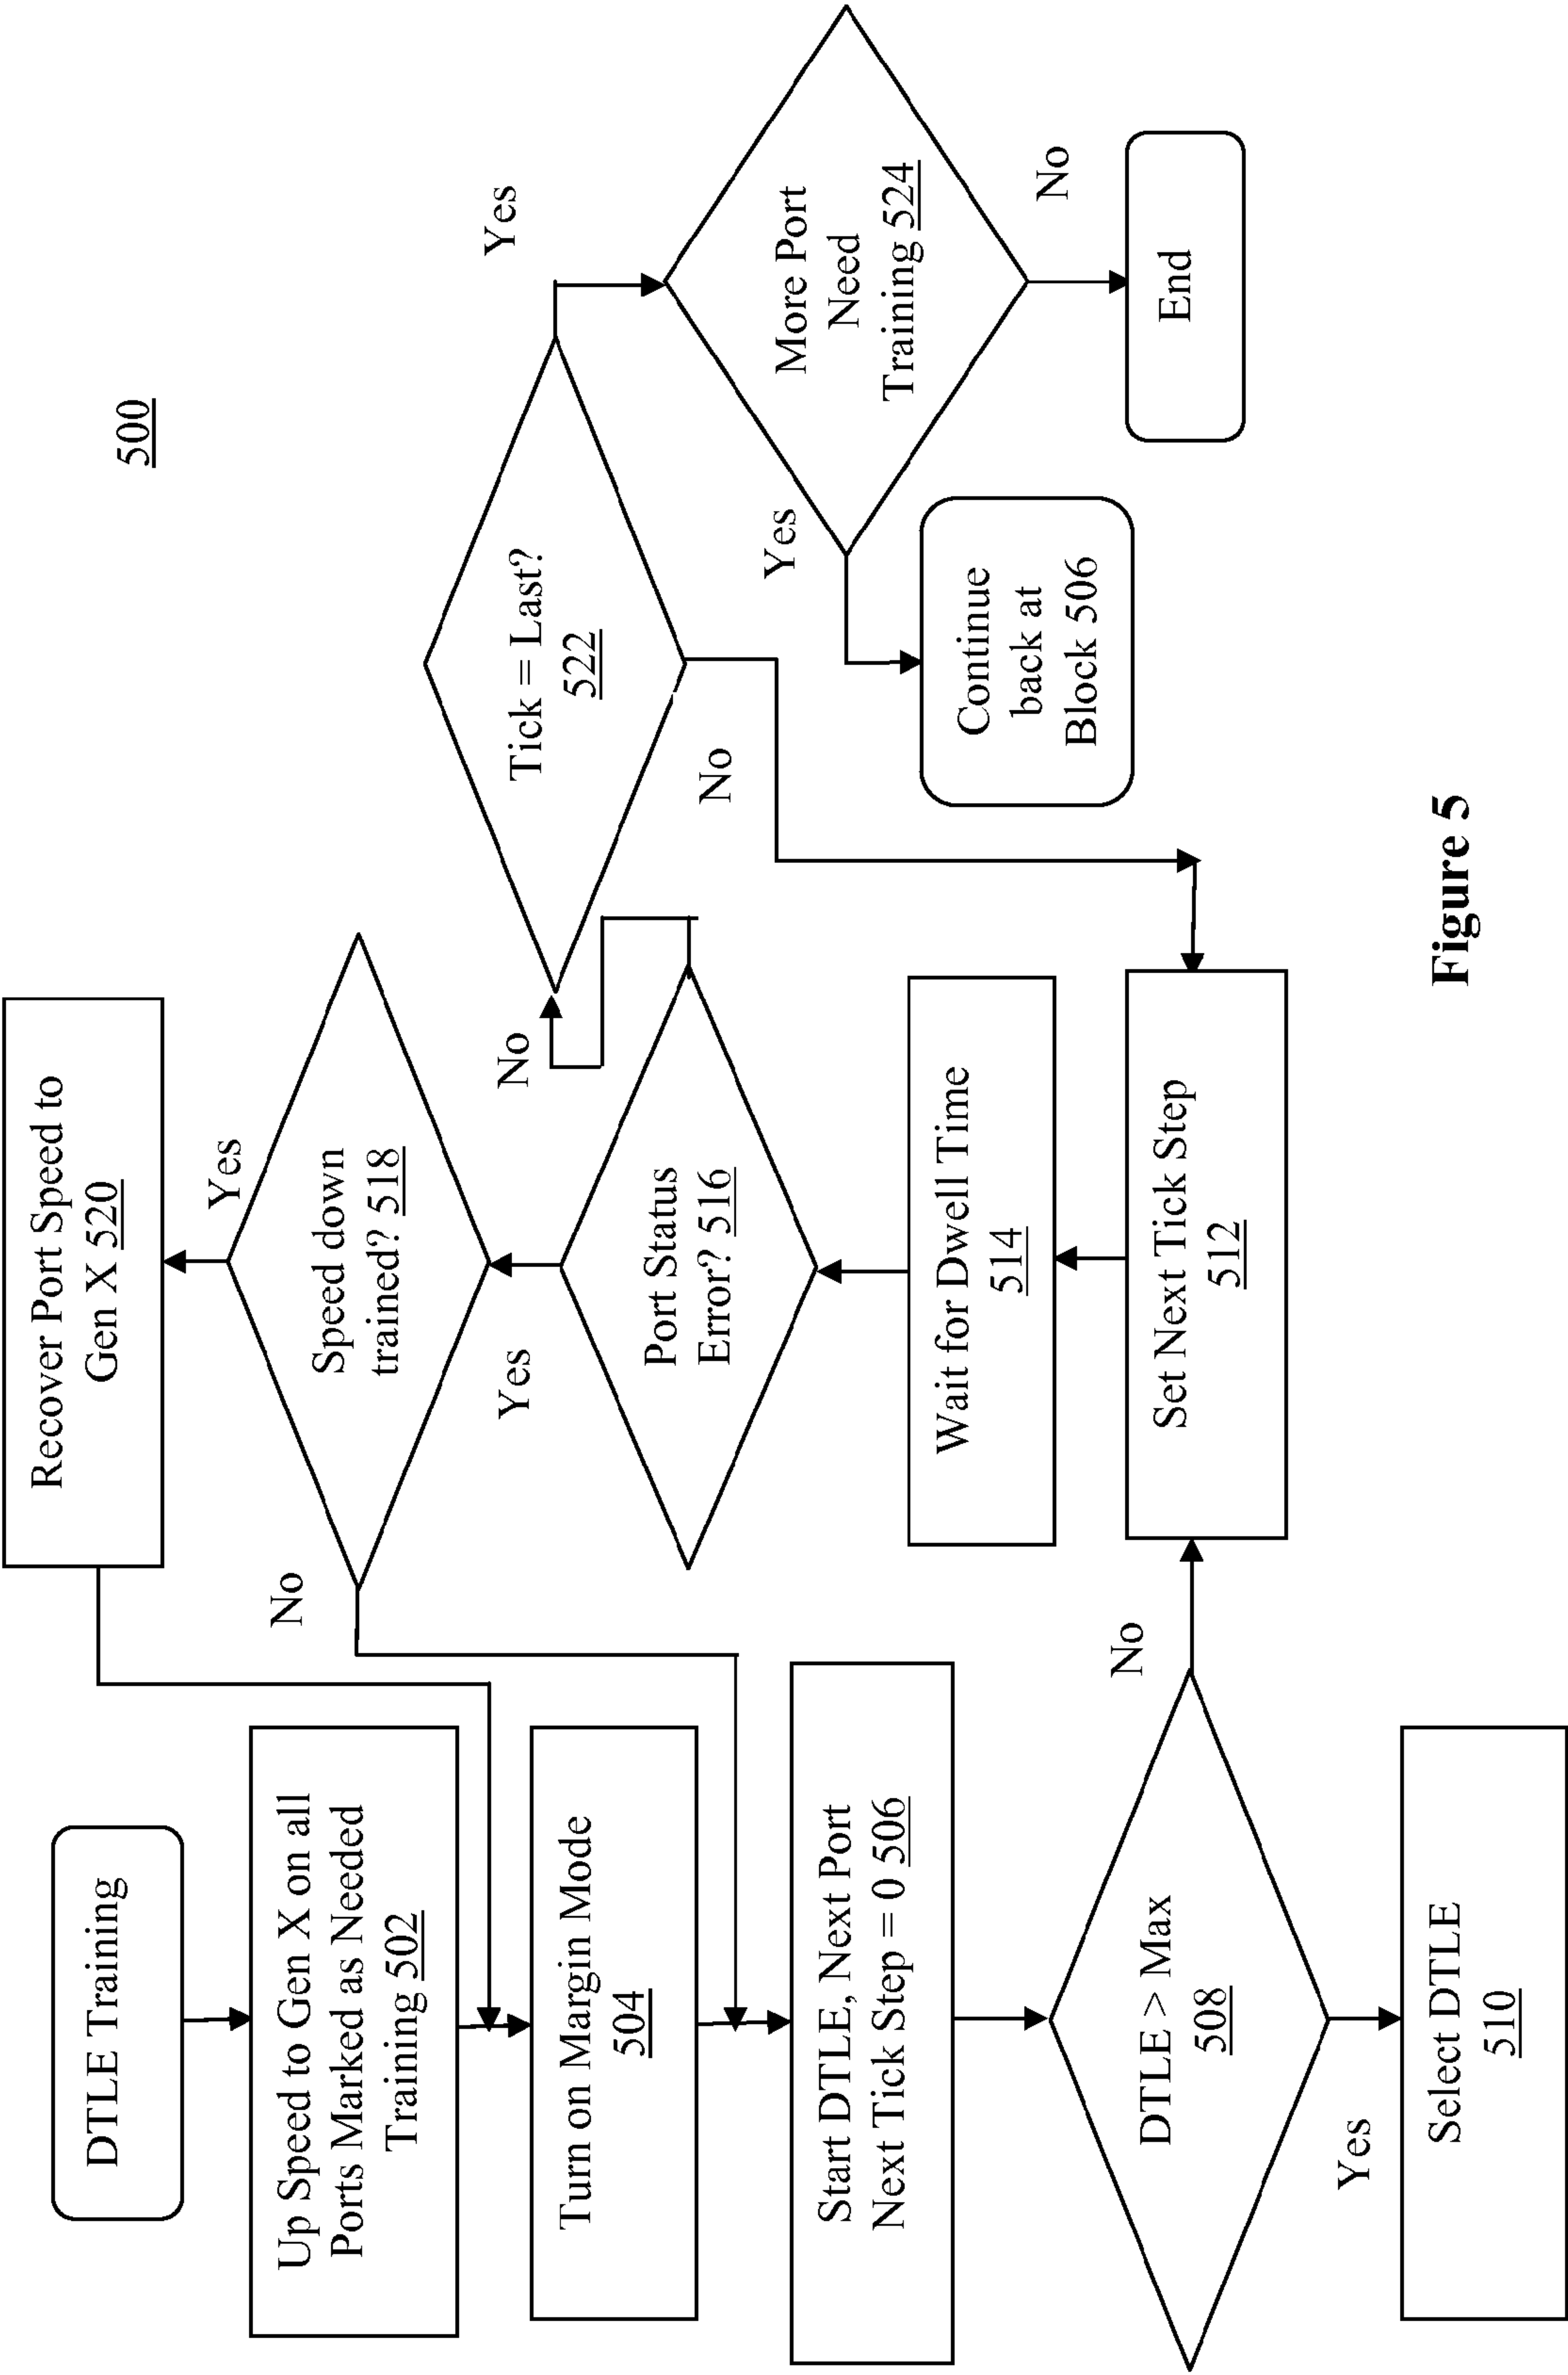 500
DTLE Training
Up Speed to Gen X on all
Ports Marked as Needed
Training 502
Turn on Margin Mode
504
Start DTLE, Next Port
Next Tick Step = 0 506
DTLE > Max
508
Yes
No
Select DTLE
510
Recover Port Speed to
Gen X 520
Yes
Speed down
trained? 518
No
Yes
Port Status
Error? 516
No
Wait for Dwell Time
514
Set Next Tick Step
512
Tick = Last?
522
Yes
No
More Port
Need
Training 524
Yes
No
Continue
back at
Block 506
End
Figure 5